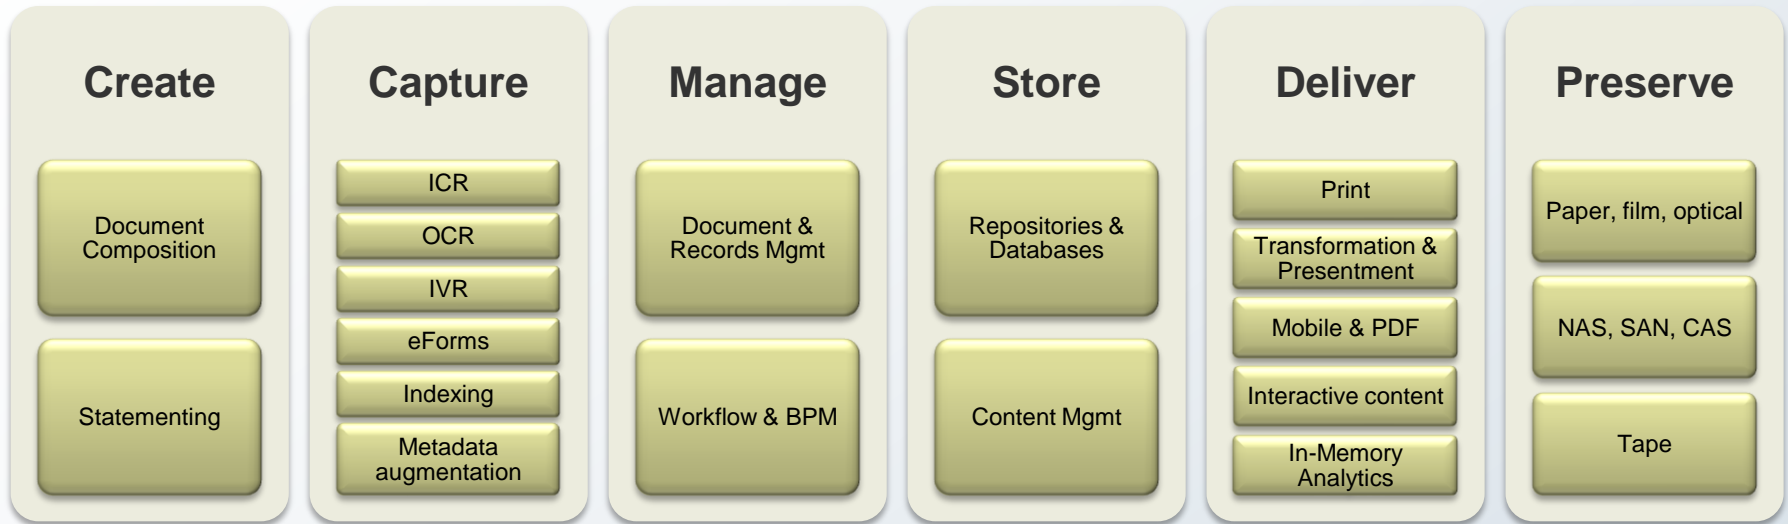 Create
Document
Composition
Statementing
Capture
ICR
OCR
IVR
eForms
Indexing
Metadada
augmentation
Manage
Document &
Records Mgmt
Workflow & BPM
Store
Repositories &
Databases
Content Mgmt
Deliver
Print
Transformation &
Presentment
Mobile & PDF
Interactive content
In-Memory
Analytics
Preserve
Paper, film, optical
NAS, SAN, CAS
Tape